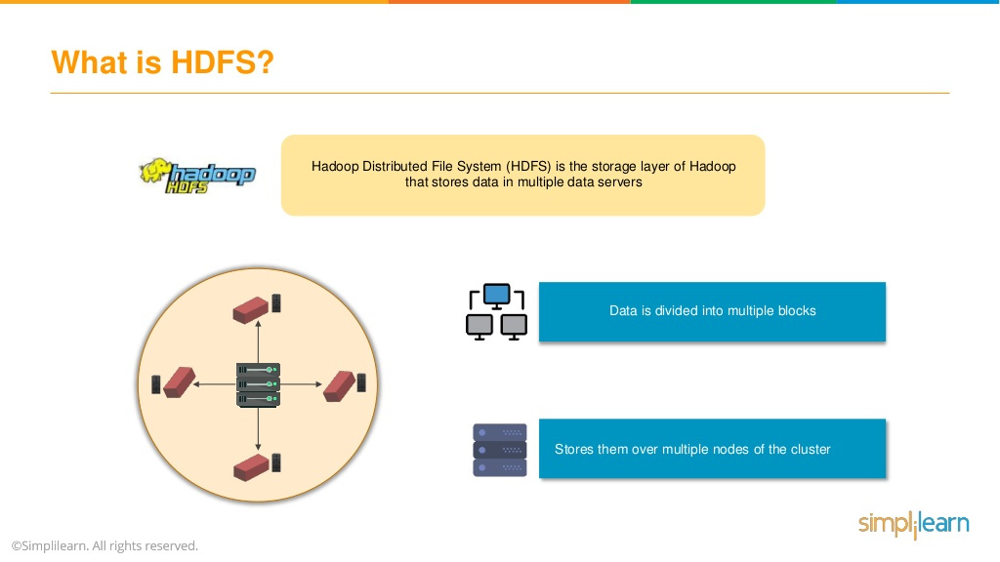 What is HDFS?
hadoop
HDFS
Hadoop Distributed File System (HDFS) is the storage layer of Hadoop
that stores data in multiple data servers
Data is divided into multiple blocks
Stores them over multiple nodes of the cluster
simplilearn
©Simplilearn. All rights reserved.